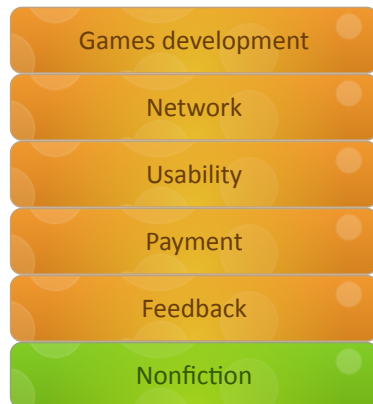 Games development
Network
Usability
Payment
Feedback
Nonfiction